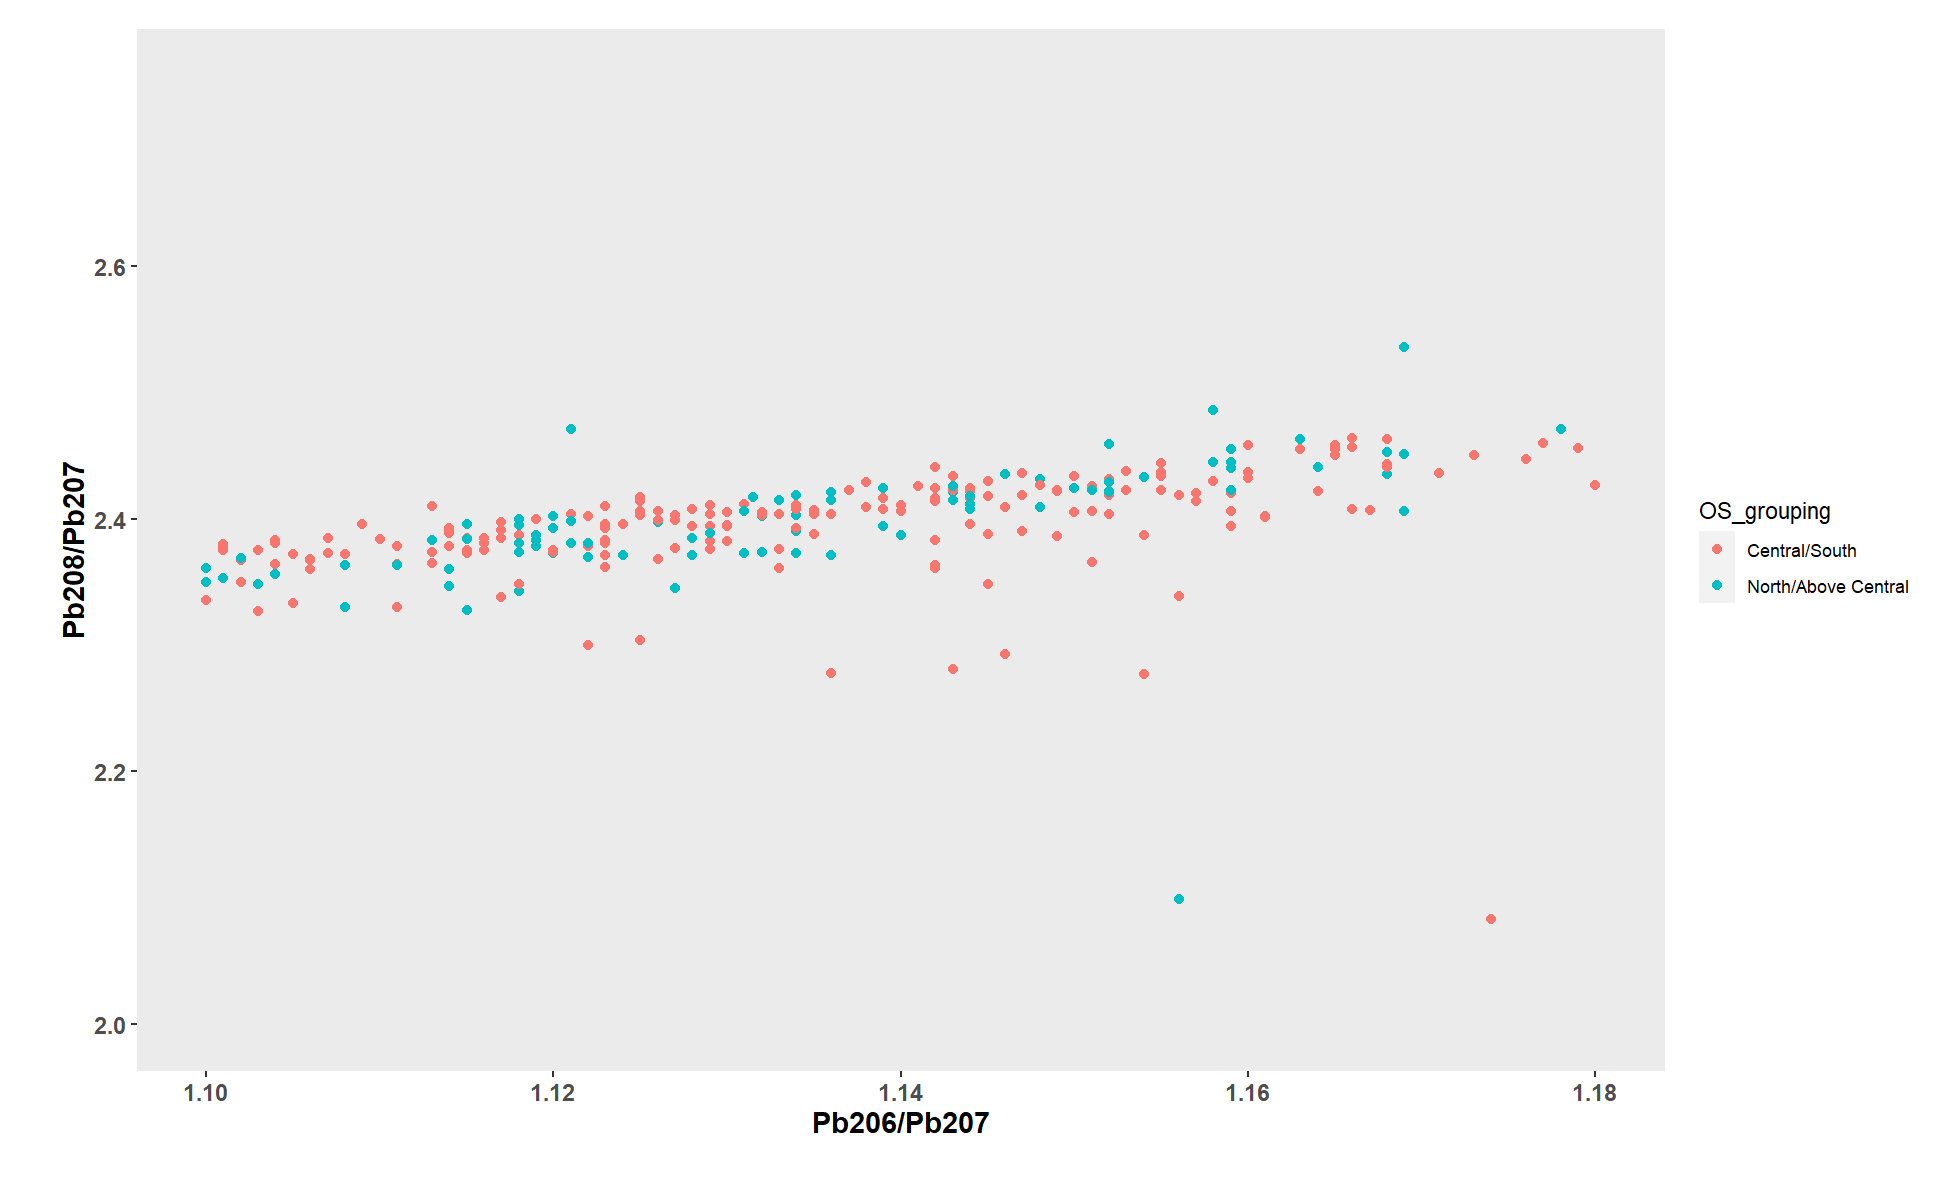 2.6
2.4
2.2
2.0
Pb208/Pb207
1.10
1.12
1.14
1.16
1.18
Pb206/Pb207
OS_grouping
Central/South
North/Above Central